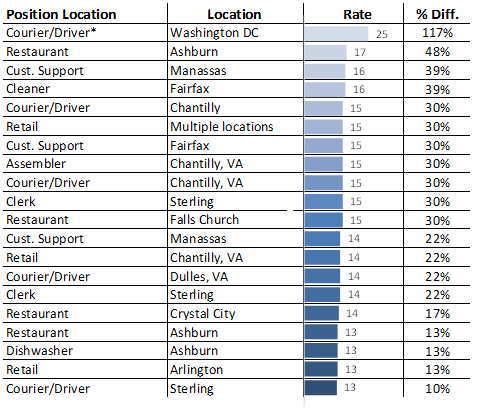 Position Location Location Rate % Diff.
Courier/Driver* Washington DC 25 117%
Restaurant Ashburn 17 48%
Cust. Support Manassas 16 39%
Cleaner Fairfax 16 39%
Courier/Driver Chantilly 15 30%
Retail Multiple locations 15 30%
Cust. Support Fairfax 15 30%
Assembler Chantilly, VA 15 30%
Courier/Driver Chantilly, VA 15 30%
Clerk Sterling 15 30%
Restaurant Falls Church 15 30%
Cust. Support Manassas 14 22%
Retail Chantilly, VA 14 22%
Courier/Driver Dulles, VA 14 22%
Clerk Sterling 14 22%
Restaurant Crystal City 14 17%
Restaurant Ashburn 13 13%
Dishwasher Ashburn 13 13%
Retail Arlington 13 13%
Courier/Driver Sterling 13 10%